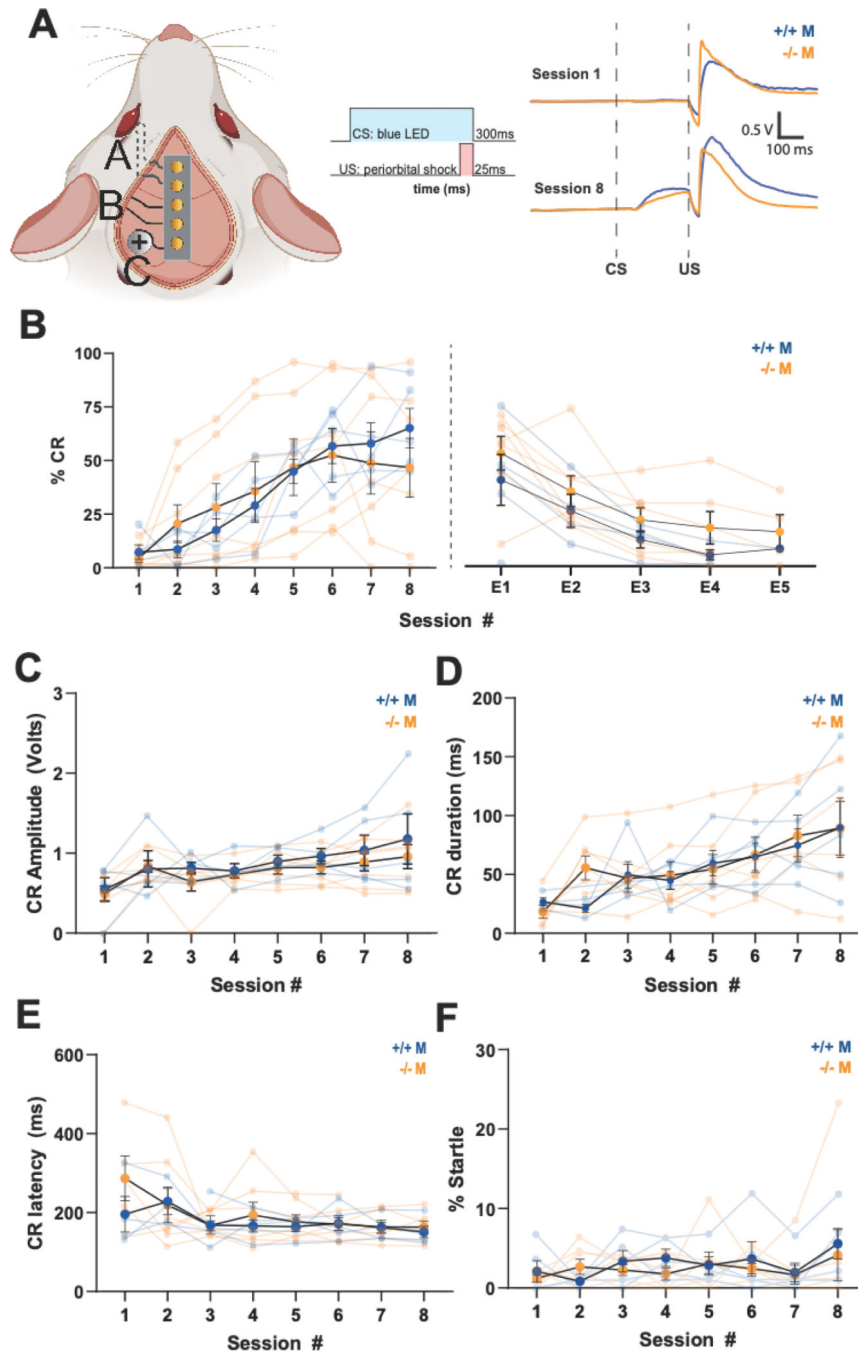 A
A
B
C
CS: blue LED 300ms
US: periorbital shock 25ms
time (ms)
+/+ M
-/- M
Session 1
0.5 V
100 ms
Session 8
CS US
B
+/+ M
-/- M
100
75
50
25
0
% CR
1 2 3 4 5 6 7 8
E1 E2 E3 E4 E5
Session #
C
+/+ M
-/- M
3
2
1
0
CR Amplitude (Volts)
1 2 3 4 5 6 7 8
Session #
D
+/+ M
-/- M
200
150
100
50
0
CR duration (ms)
1 2 3 4 5 6 7 8
Session #
E
+/+ M
-/- M
600
400
200
0
CR latency (ms)
1 2 3 4 5 6 7 8
Session #
F
+/+ M
-/- M
30
20
10
0
% Startle
1 2 3 4 5 6 7 8
Session #